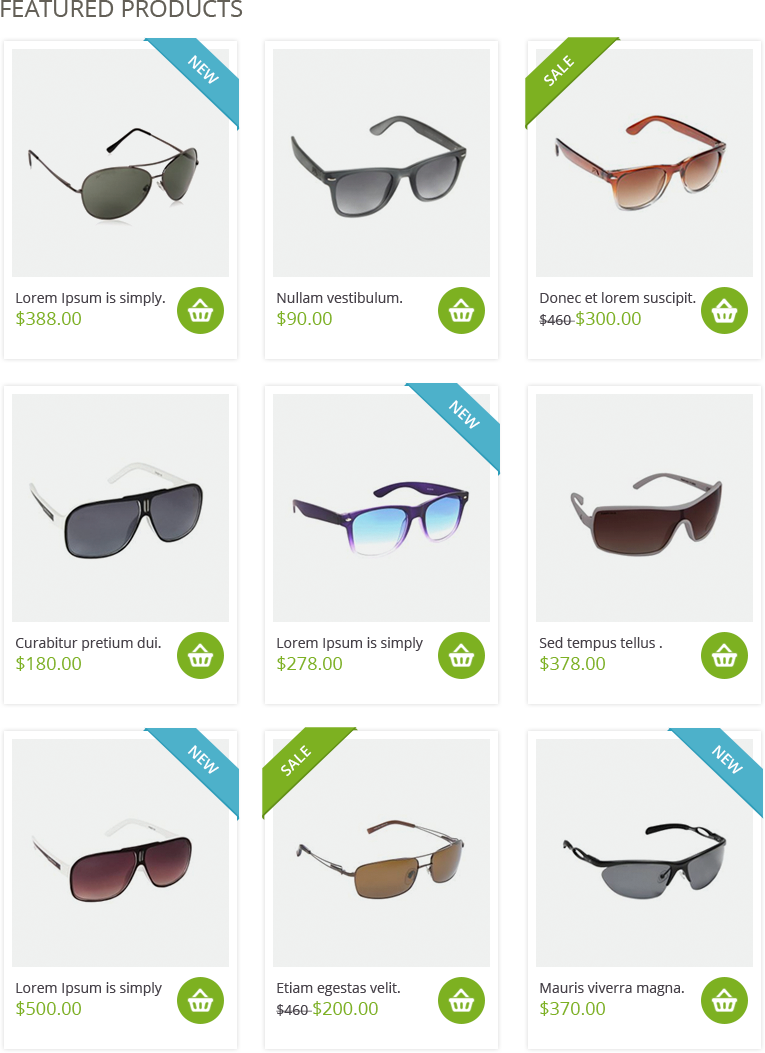 FEATURED PRODUCTS
NEW
SALE
Lorem Ipsum is simply.
$388.00
Nullam vestibulum.
$90.00
Donec et lorem suscipit.
$460 $300.00
NEW
Curabitur pretium dui.
$180.00
Lorem Ipsum is simply
$278.00
Sed tempus tellus .
$378.00
NEW
SALE
NEW
Lorem Ipsum is simply
$500.00
Etiam egestas velit.
$460 $200.00
Mauris viverra magna.
$370.00